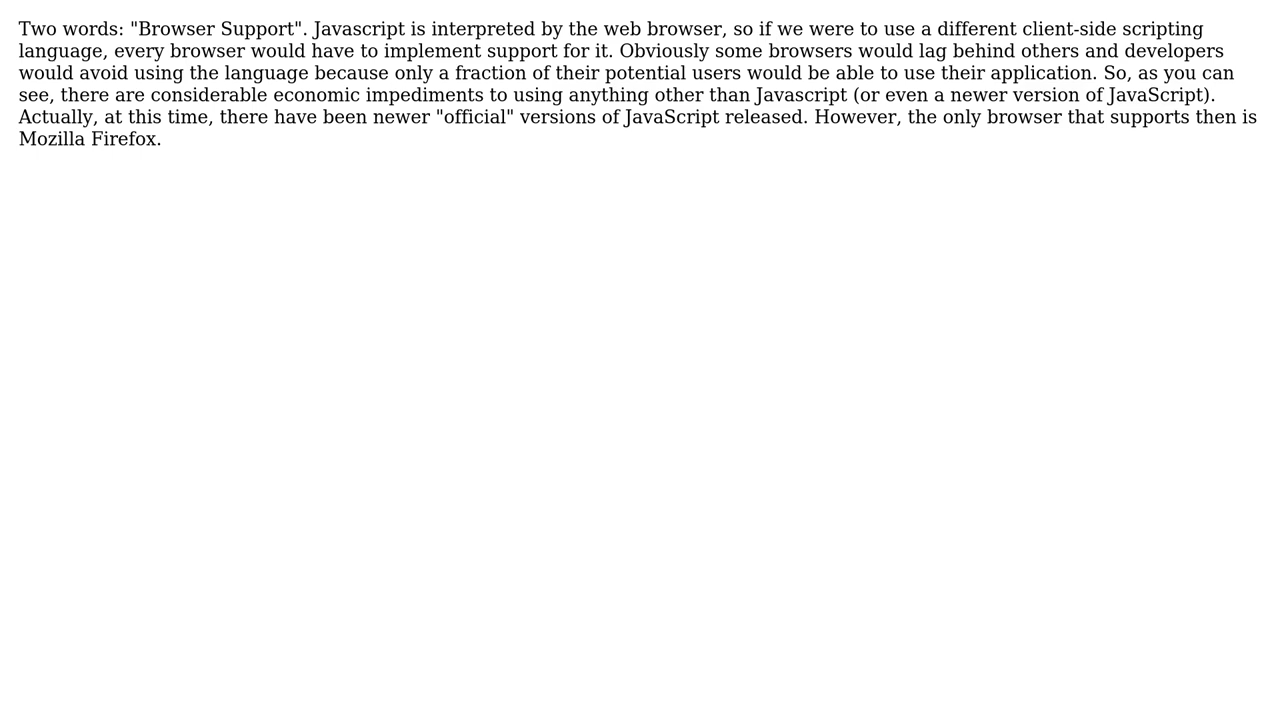 Two words: "Browser Support". Javascript is interpreted by the web browser, so if we were to use a different client-side scripting
language, every browser would have to implement support for it. Obviously some browsers would lag behind others and developers
would avoid using the language because only a fraction of their potential users would be able to use their application. So, as you can
see, there are considerable economic impediments to using anything other than Javascript (or even a newer version of JavaScript).
Actually, at this time, there have been newer "official" versions of JavaScript released. However, the only browser that supports then is
Mozilla Firefox.